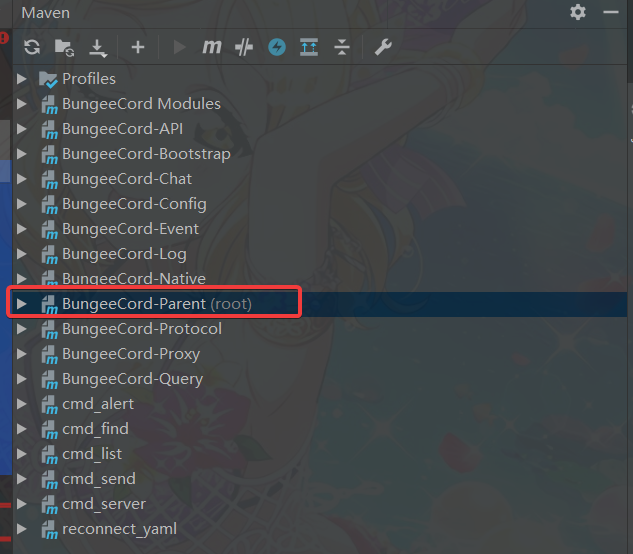 Maven
Profiles
BungeeCord Modules
BungeeCord-API
BungeeCord-Bootstrap
BungeeCord-Chat
BungeeCord-Config
BungeeCord-Event
BungeeCord-Log
BungeeCord-Native
BungeeCord-Parent (root)
BungeeCord-Protocol
BungeeCord-Proxy
BungeeCord-Query
cmd_alert
cmd_find
cmd_list
cmd_send
cmd_server
reconnect_yaml